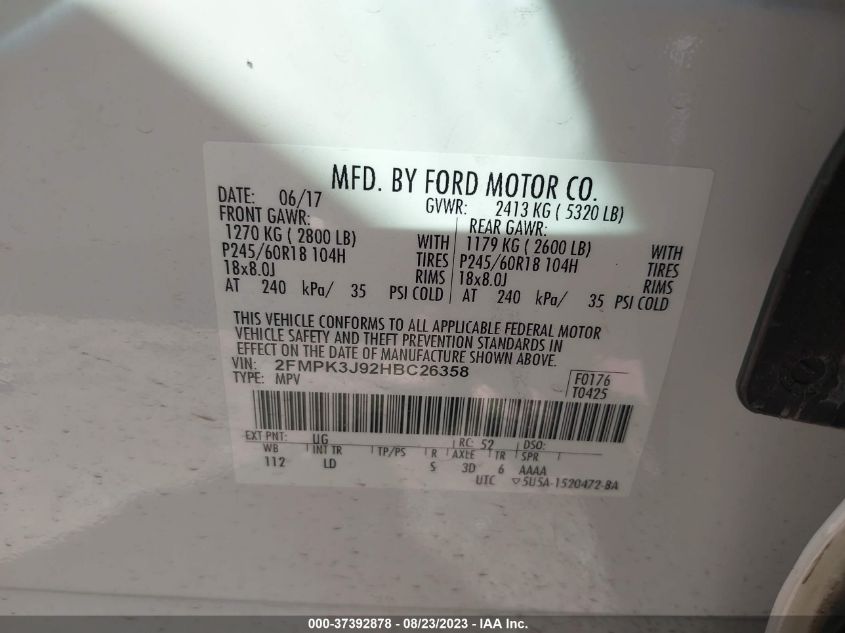 MFD. BY FORD MOTOR CO.
DATE: 06/17 GVWR: 2413 KG ( 5320 LB)
FRONT GAWR: REAR GAWR:
1270 KG ( 2800 LB) WITH 1179 KG ( 2600 LB) WITH
P245/60R18 104H TIRES P245/60R18 104H TIRES
18x8.0J RIMS 18x8.0J RIMS
AT 240 kPa/ 35 PSI COLD AT 240 kPa/ 35 PSI COLD
THIS VEHICLE CONFORMS TO ALL APPLICABLE FEDERAL MOTOR
VEHICLE SAFETY AND THEFT PREVENTION STANDARDS IN
EFFECT ON THE DATE OF MANUFACTURE SHOWN ABOVE.
VIN: 2FMPK3J92HBC26358 F0176
TYPE: MPV T0425
EXT PNT: UG RC: 52 DSO:
WB INT TR TP/PS R AXLE TR SPR
112 LD S 3D 6 AAAA
UTC ▽5U5A-1520472-BA
000-37392878 - 08/23/2023 - IAA Inc.